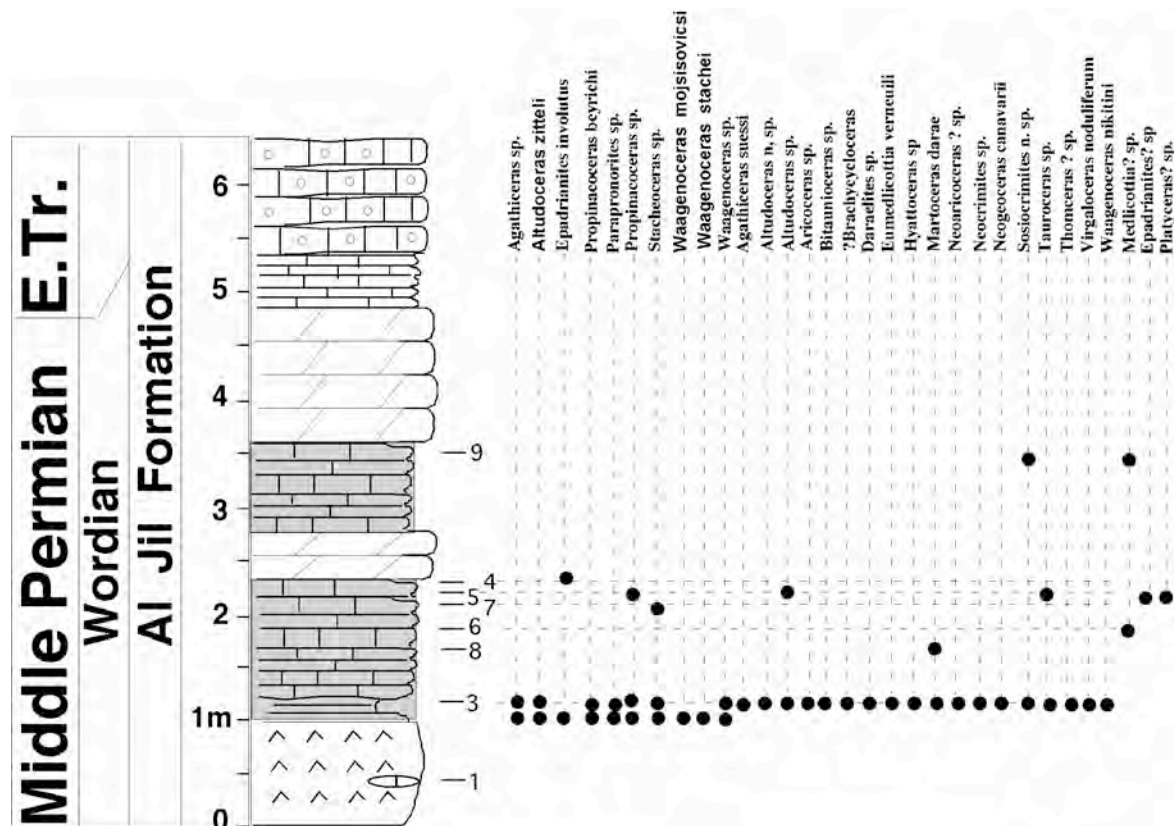 Middle Permian E.Tr.
Wordian
Al Jil Formation
6
5
4
3
2
1m
0
9
4
5
7
6
8
3
1
Agathiceras sp.
Altudoceras zitteli
Epadrianites involutus
Propinacoceras beyrichi
Parapronorites sp.
Propinacoceras sp.
Stacheoceras sp.
Waagenoceras mojsisovicsi
Waagenoceras stachei
Waagenoceras sp.
Agathiceras suessi
Altudoceras n, sp.
Altudoceras sp.
Aricoceras sp.
Bitaunioceras sp.
?Brachycycloceras
Daraelites sp.
Eumedlicottia verneuili
Hyattoceras sp
Martoceras darae
Neoaricoceras ? sp.
Neocrimites sp.
Neogeoceras canavarii
Sosiocrimites n. sp.
Tauroceras sp.
Thomceras ? sp.
Virgaloceras noduliferum
Waagenoceras nikitini
Medlicottia? sp.
Epadrianites? sp
Platyceras? sp.